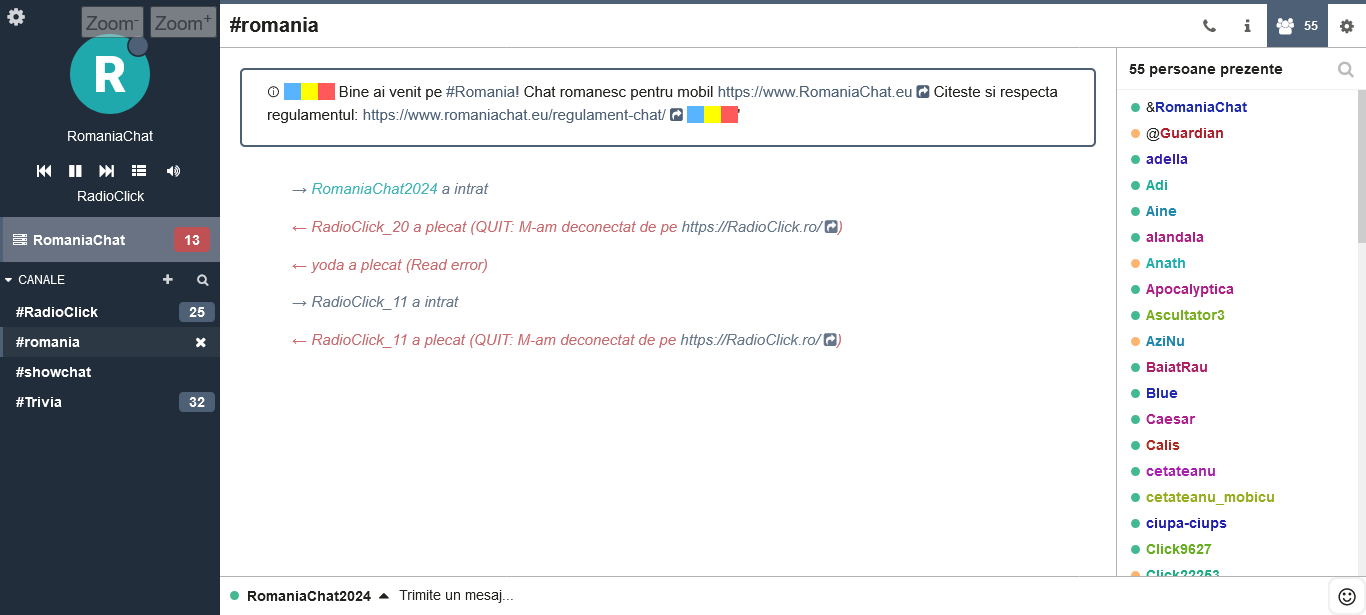 Zoom- Zoom+
R
RomaniaChat
RadioClick
RomaniaChat 13
CANALE
#RadioClick 25
#romania
#showchat
#Trivia 32
#romania
55
Bine ai venit pe #Romania! Chat romanesc pentru mobil https://www.RomaniaChat.eu Citeste si respecta
regulamentul: https://www.romaniachat.eu/regulament-chat/ '
→ RomaniaChat2024 a intrat
← RadioClick_20 a plecat (QUIT: M-am deconectat de pe https://RadioClick.ro/ )
← yoda a plecat (Read error)
→ RadioClick_11 a intrat
← RadioClick_11 a plecat (QUIT: M-am deconectat de pe https://RadioClick.ro/ )
RomaniaChat2024 Trimite un mesaj...
55 persoane prezente
&RomaniaChat
@Guardian
adella
Adi
Aine
alandala
Anath
Apocalyptica
Ascultator3
AziNu
BaiatRau
Blue
Caesar
Calis
cetateanu
cetateanu_mobicu
ciupa-ciups
Click9627
Click22253